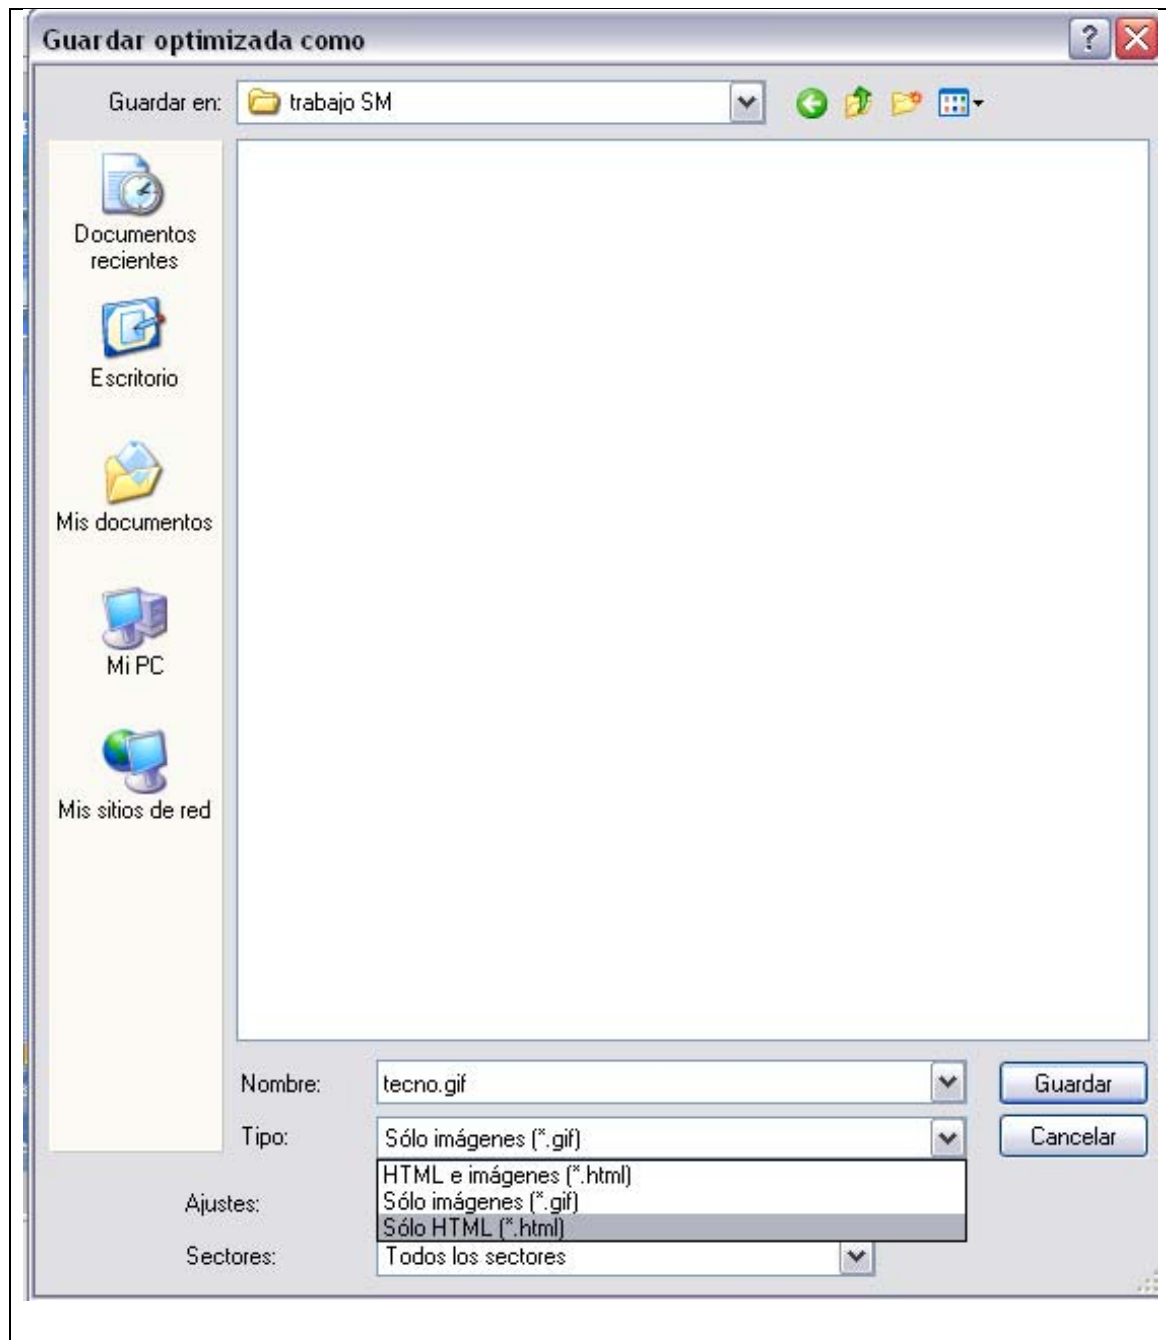 Guardar optimizada como
Guardar en:
trabajo SM
Documentos
recientes
Escritorio
Mis documentos
Mi PC
Mis sitios de red
Nombre:
tecno.gif
Guardar
Tipo:
Sólo imágenes (*.gif)
Cancelar
HTML e imágenes (*.html)
Ajustes:
Sólo imágenes (*.gif)
Sólo HTML (*.html)
Sectores:
Todos los sectores